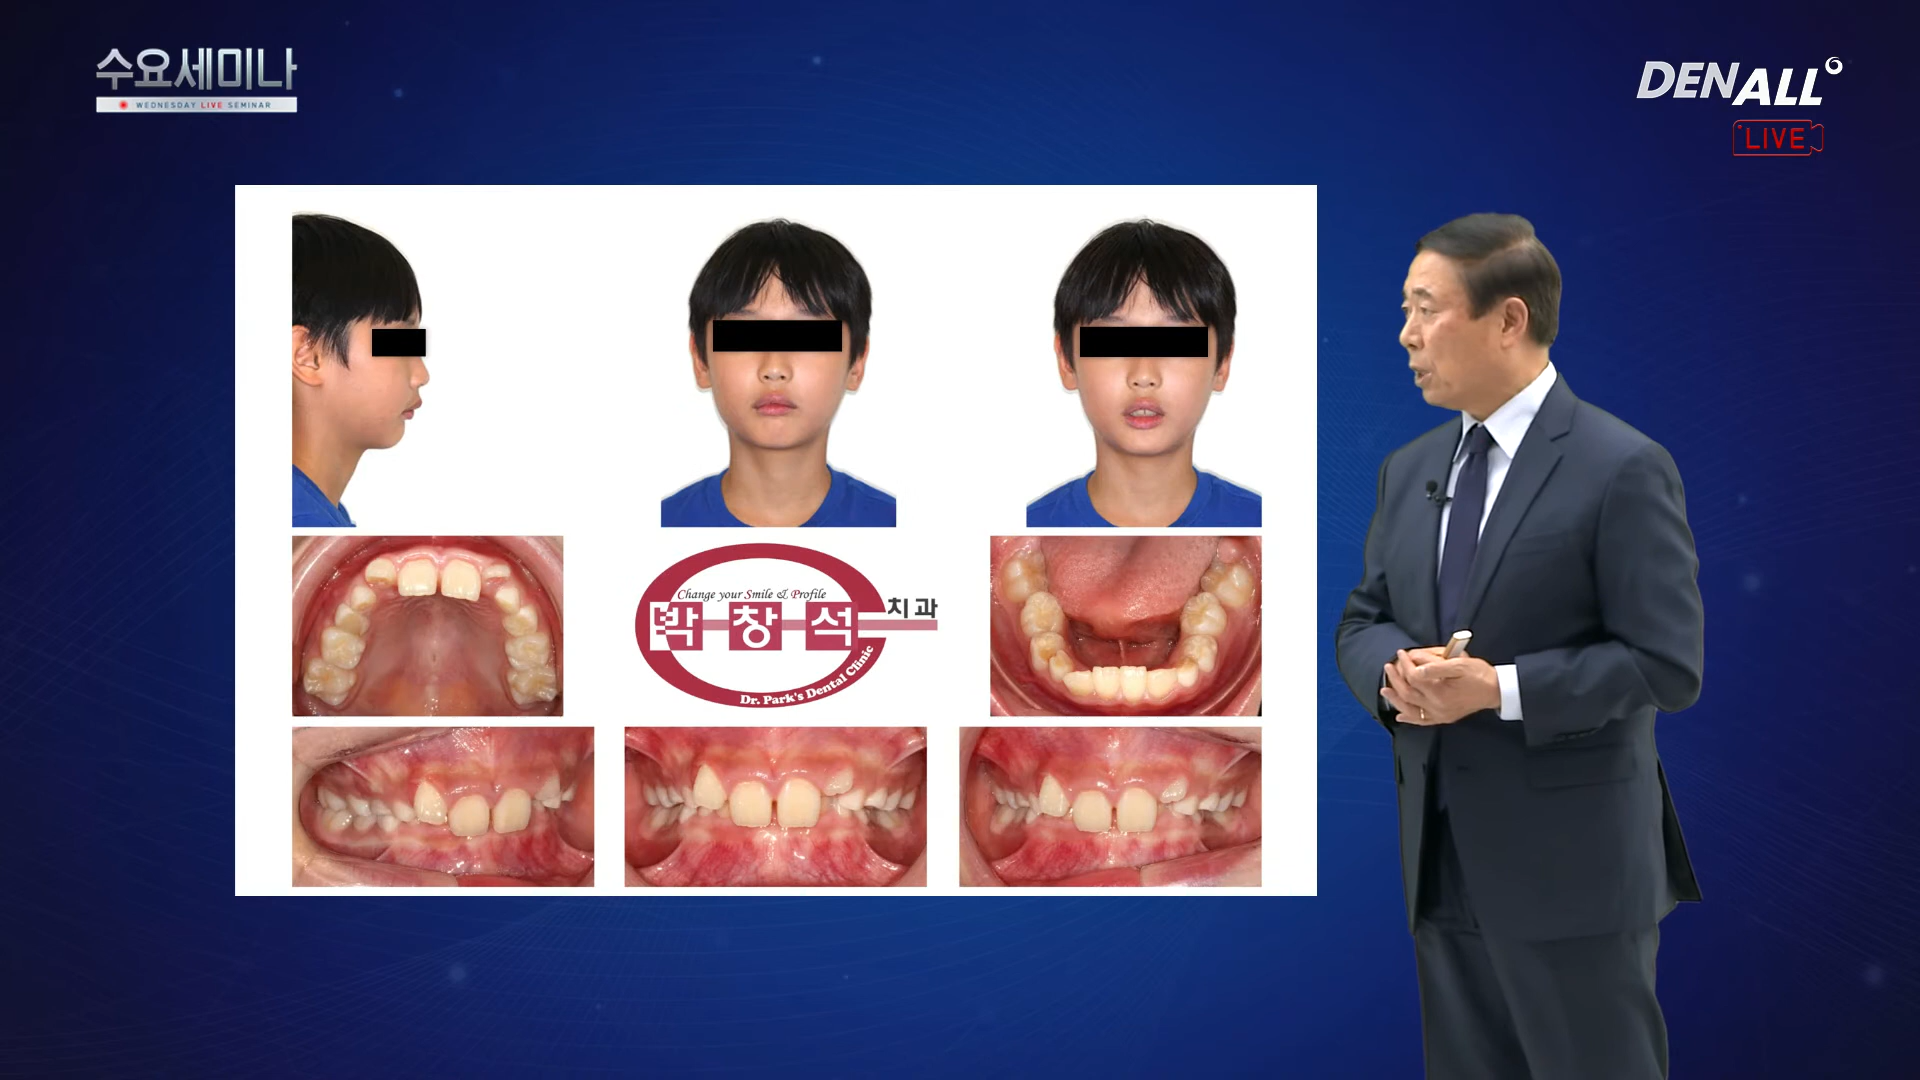 수요세미나
WEDNESDAY LIVE SEMINAR
DENALL
LIVE
Change your Smile & Profile
박창석 치과
Dr. Park's Dental Clinic